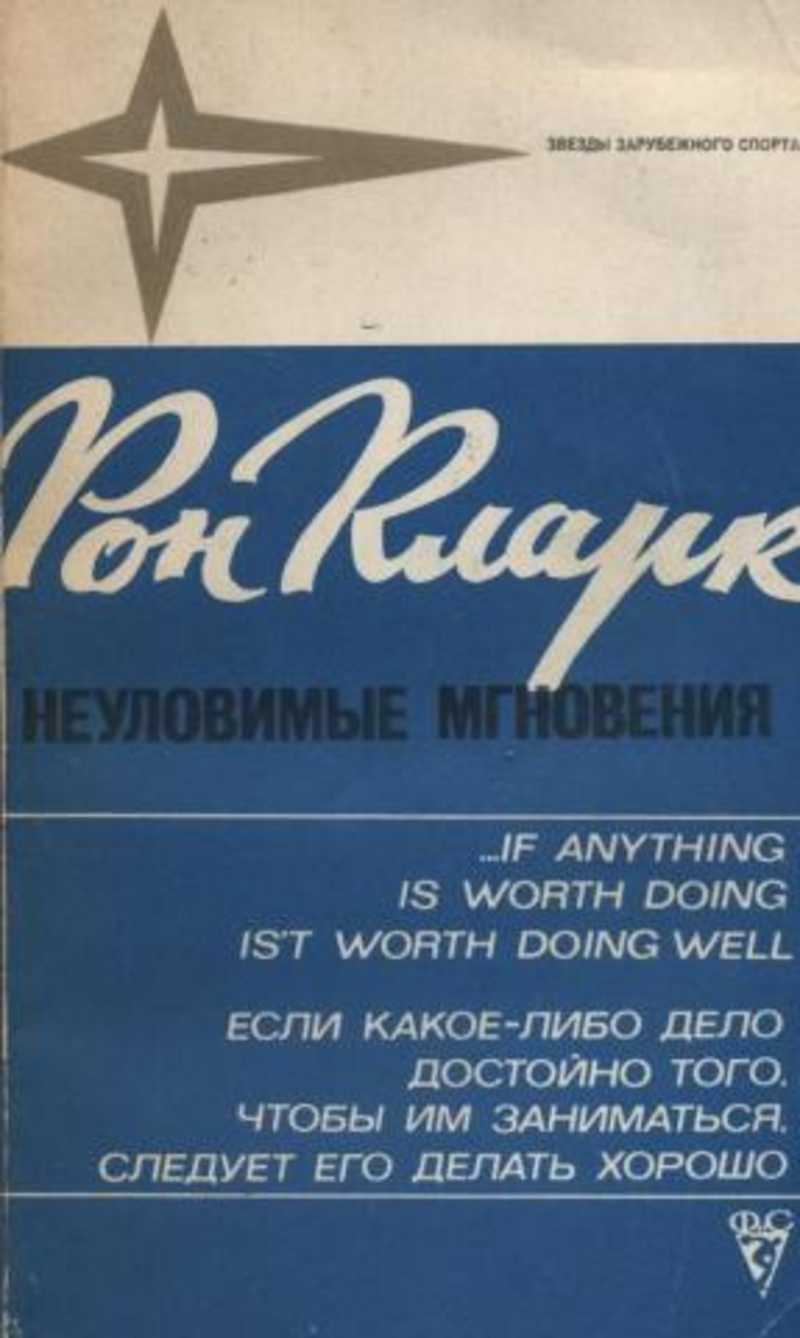 ЗВЕЗДЫ ЗАРУБЕЖНОГО СПОРТА
Рон Кларк
НЕУЛОВИМЫЕ МГНОВЕНИЯ
...IF ANYTHING
IS WORTH DOING
IS'T WORTH DOING WELL
ЕСЛИ КАКОЕ-ЛИБО ДЕЛО
ДОСТОЙНО ТОГО,
ЧТОБЫ ИМ ЗАНИМАТЬСЯ,
СЛЕДУЕТ ЕГО ДЕЛАТЬ ХОРОШО
ФиС